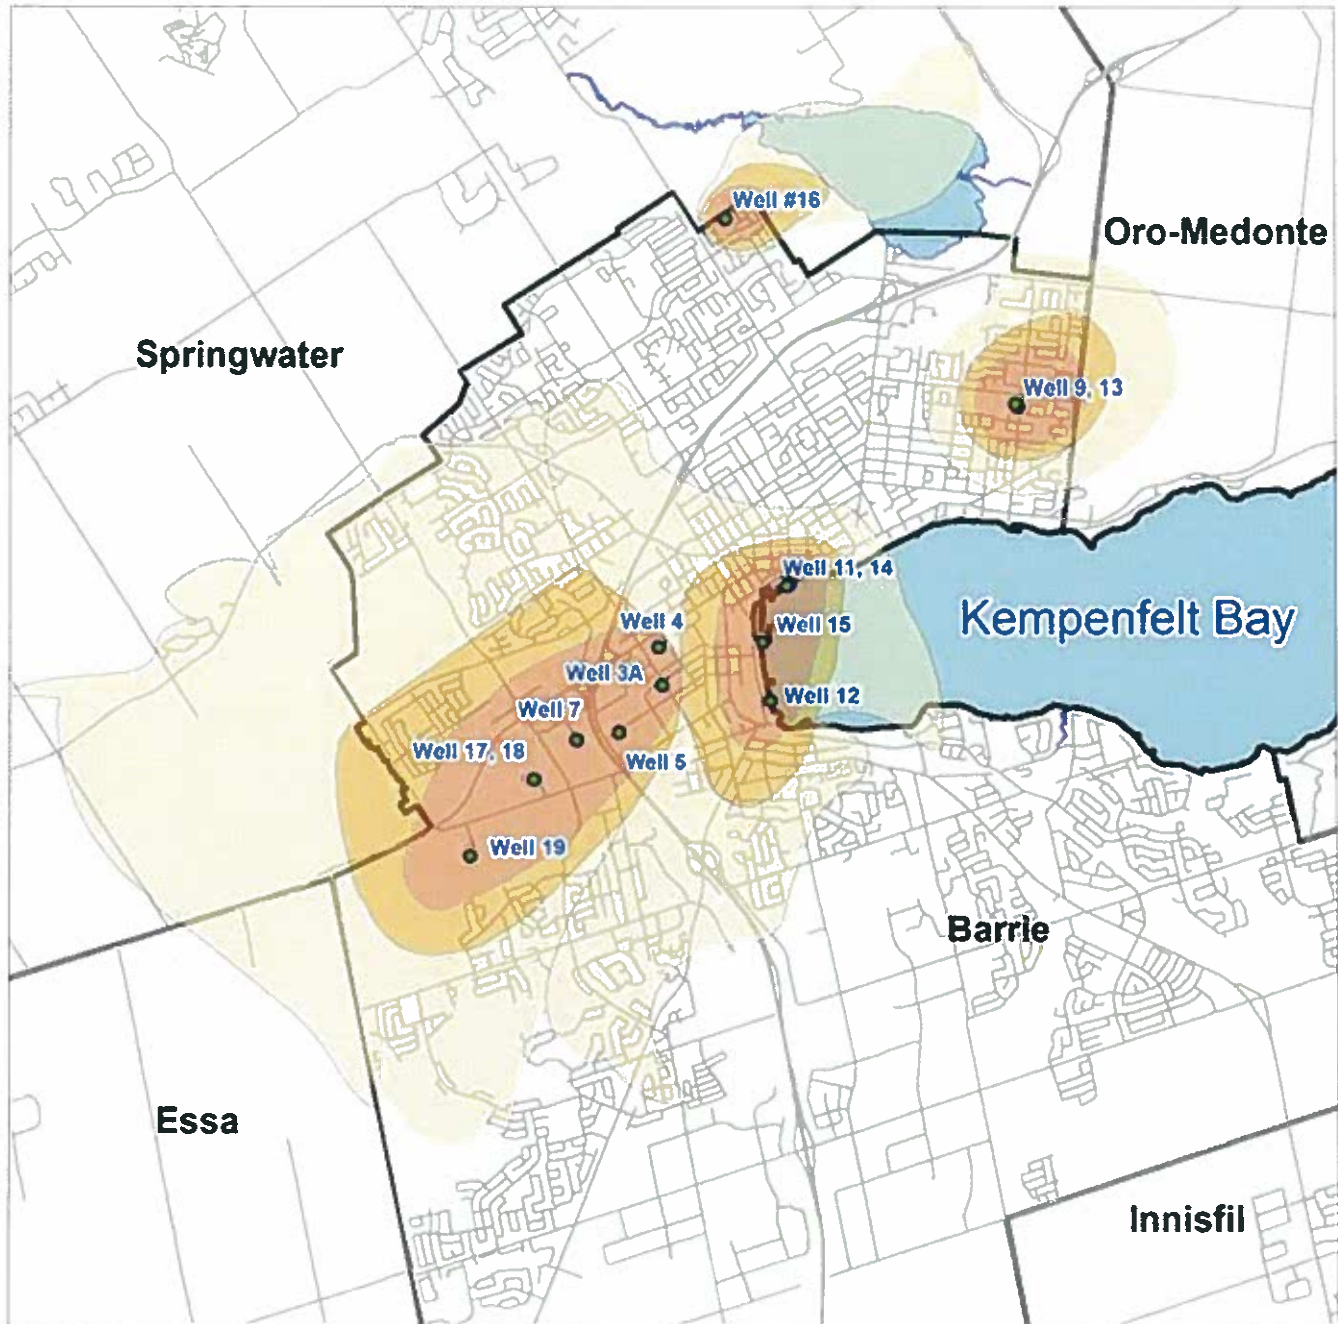 Well #16
Oro-Medonte
Springwater
Well 9, 13
Well 11, 14
Kempenfelt Bay
Well 4
Well 15
Well 3A
Well 12
Well 7
Well 17, 18
Well 5
Well 19
Barrie
Essa
Innisfil